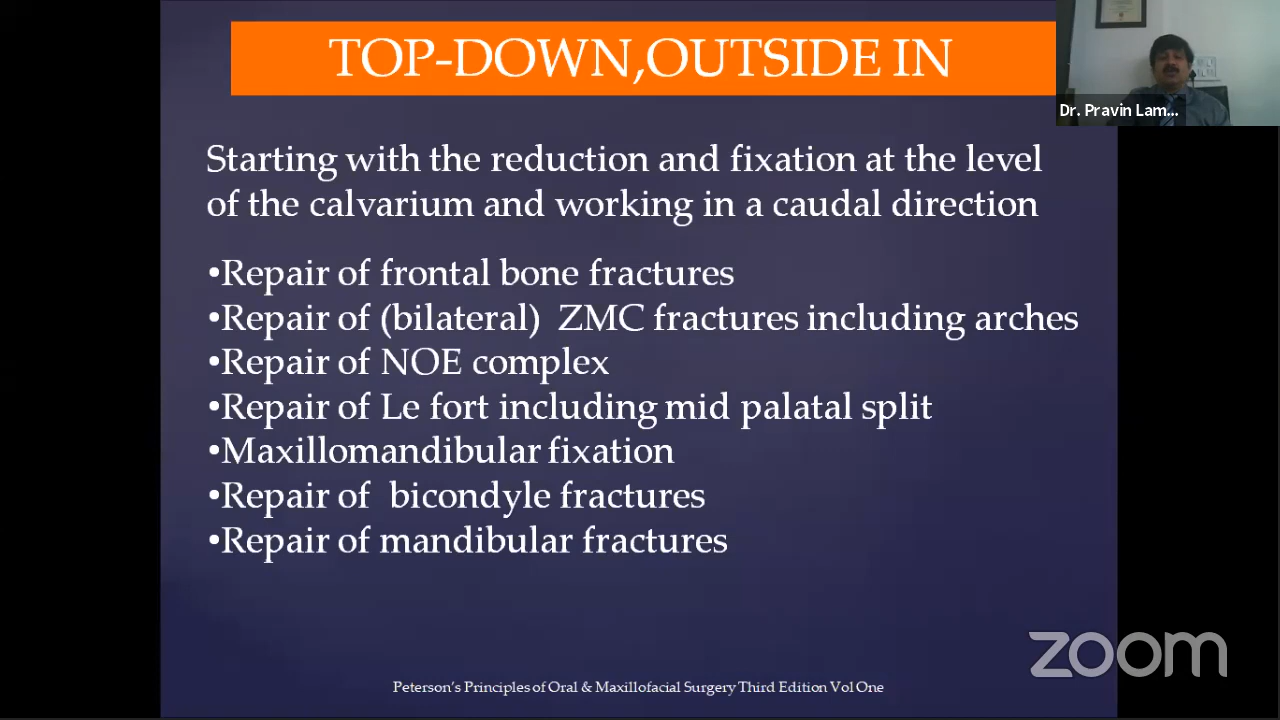 TOP-DOWN,OUTSIDE IN
Dr. Pravin Lam...
Starting with the reduction and fixation at the level
of the calvarium and working in a caudal direction
•Repair of frontal bone fractures
•Repair of (bilateral) ZMC fractures including arches
•Repair of NOE complex
•Repair of Le fort including mid palatal split
•Maxillomandibular fixation
•Repair of bicondyle fractures
•Repair of mandibular fractures
zoom
Peterson's Principles of Oral & Maxillofacial Surgery Third Edition Vol One